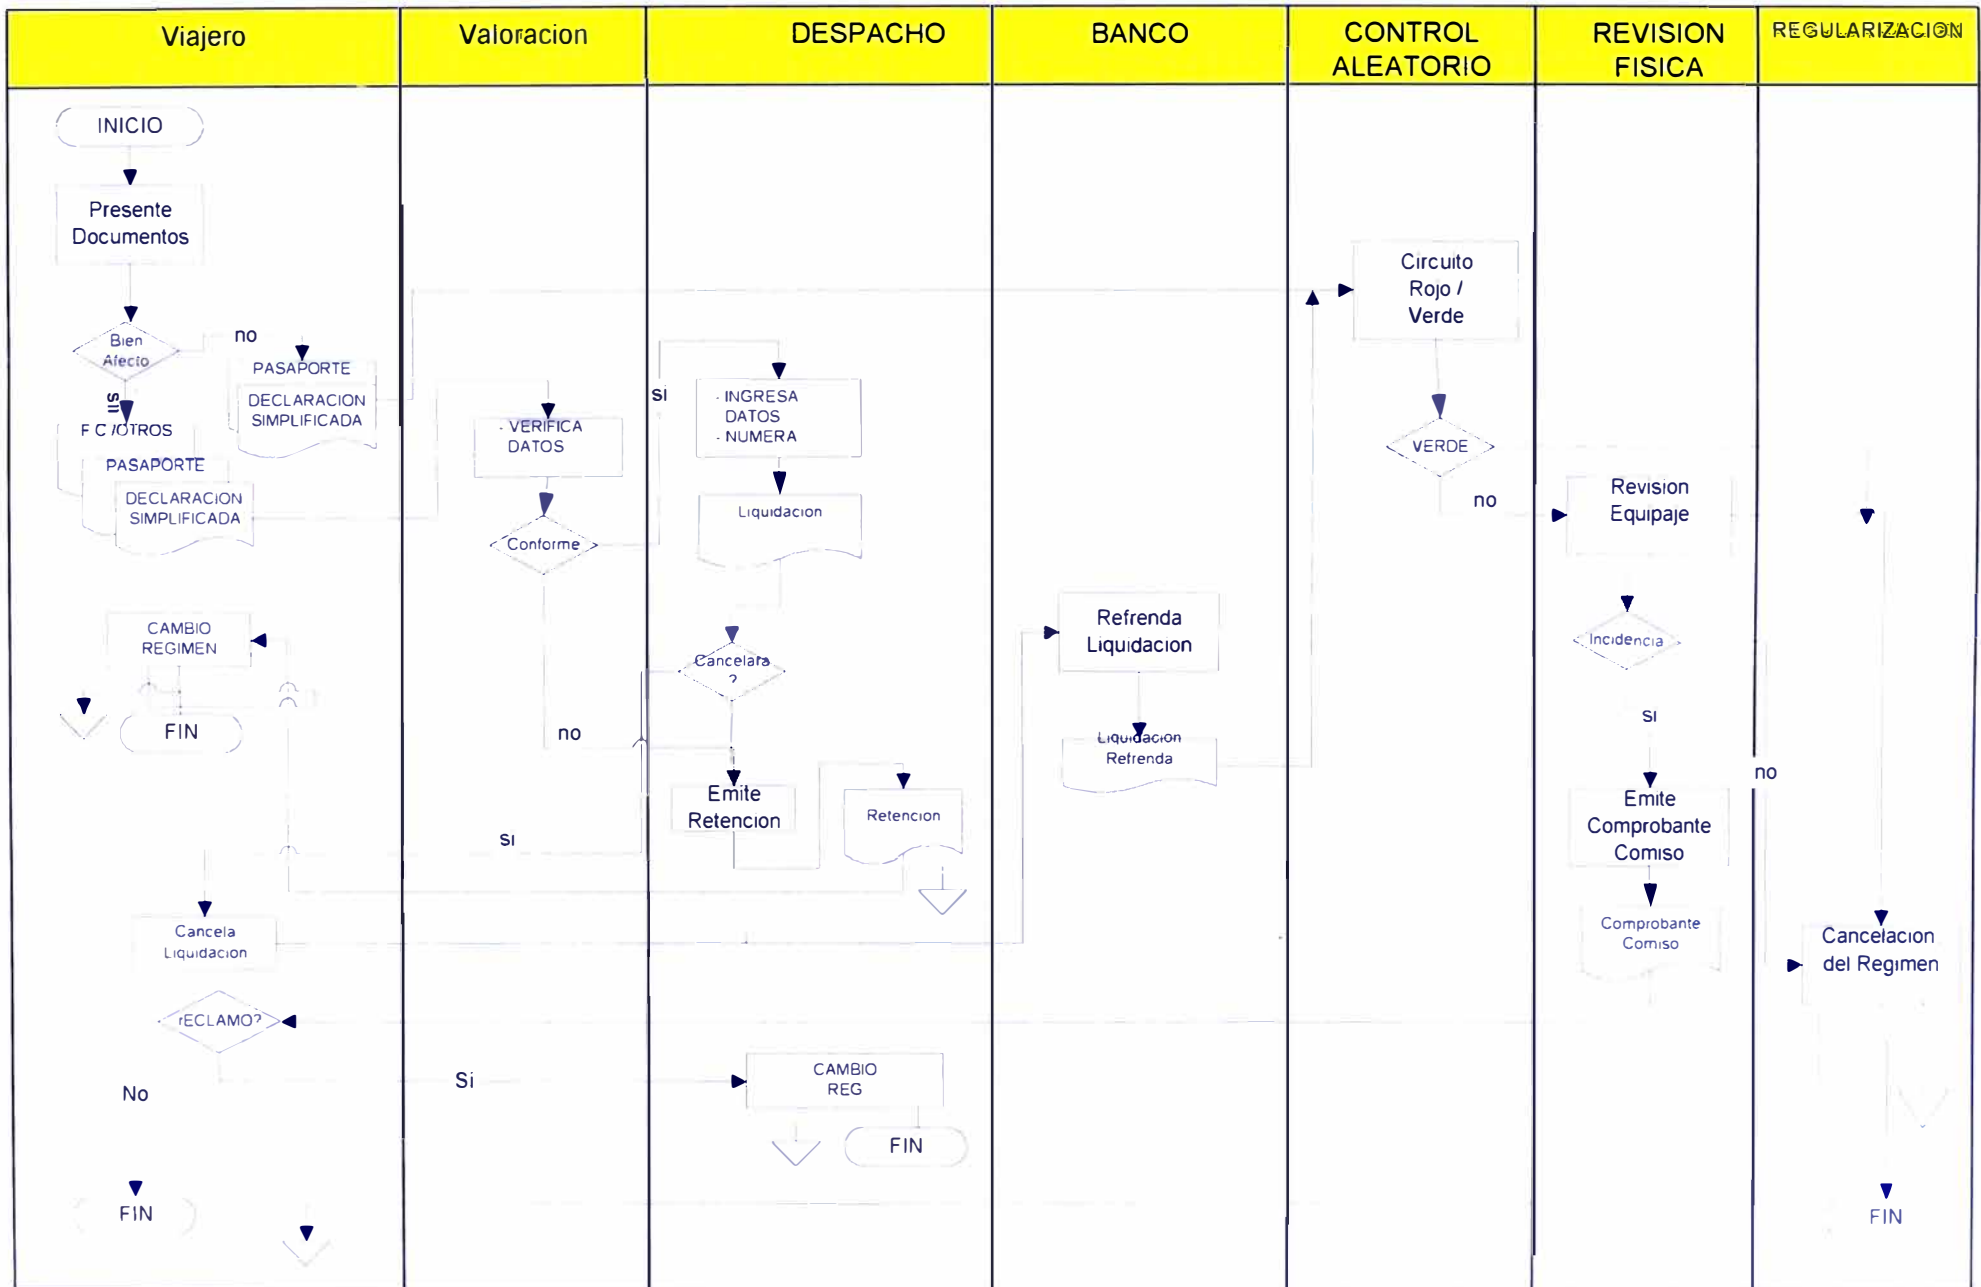 Viajero
Valoracion
DESPACHO
BANCO
CONTROL
ALEATORIO
REVISION
FISICA
REGULARIZACION
INICIO
Presente
Documentos
Bien
Afecto
no
SII
PASAPORTE
DECLARACION
SIMPLIFICADA
F C /OTROS
PASAPORTE
DECLARACION
SIMPLIFICADA
CAMBIO
REGIMEN
FIN
Cancela
Liquidacion
rECLAMO?
No
FIN
- VERIFICA
DATOS
Conforme
no
si
Si
si
- INGRESA
DATOS
- NUMERA
Liquidacion
Cancelara
?
Emite
Retencion
Retencion
CAMBIO
REG
FIN
Refrenda
Liquidacion
Liquidacion
Refrenda
Circuito
Rojo /
Verde
VERDE
no
Revision
Equipaje
Incidencia
si
no
Emite
Comprobante
Comiso
Comprobante
Comiso
Cancelacion
del Regimen
FIN